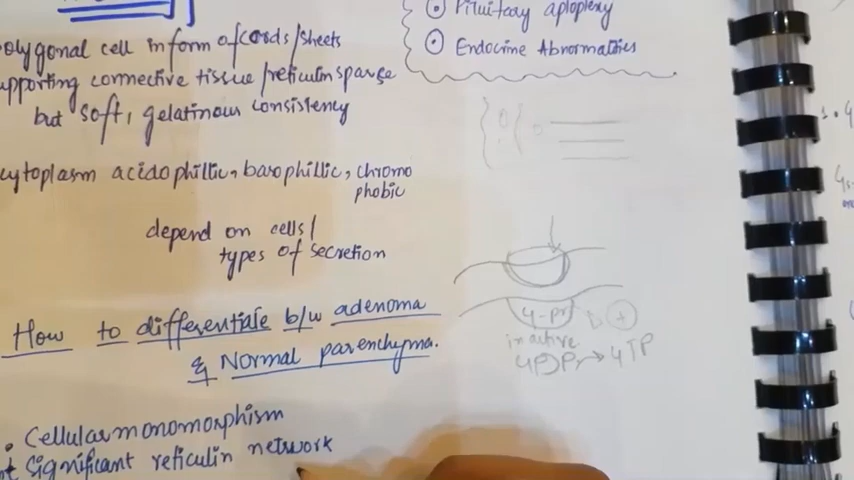 olygonal cell in form of cords/sheets
upporting connective tissue/reticulin sparse
but soft, gelatinous consistency
cytoplasm acidophillic, basophillic, chromo
phobic
depend on cells/
types of secretion
How to differentiate b/w adenoma
& Normal parenchyma.
• Cellular monomorphism
significant reticulin network
Pituitary apoplexy
Endocrine Abnormalities
inactive